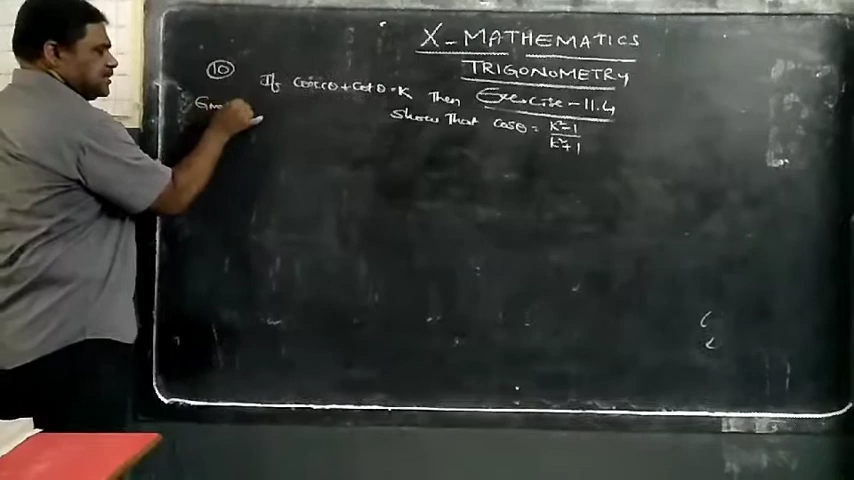 X - MATHEMATICS
TRIGONOMETRY
Exercise - 11.4
(10) If Cosecθ + Cotθ = K Then
Show That cosθ = K²-1 / K²+1